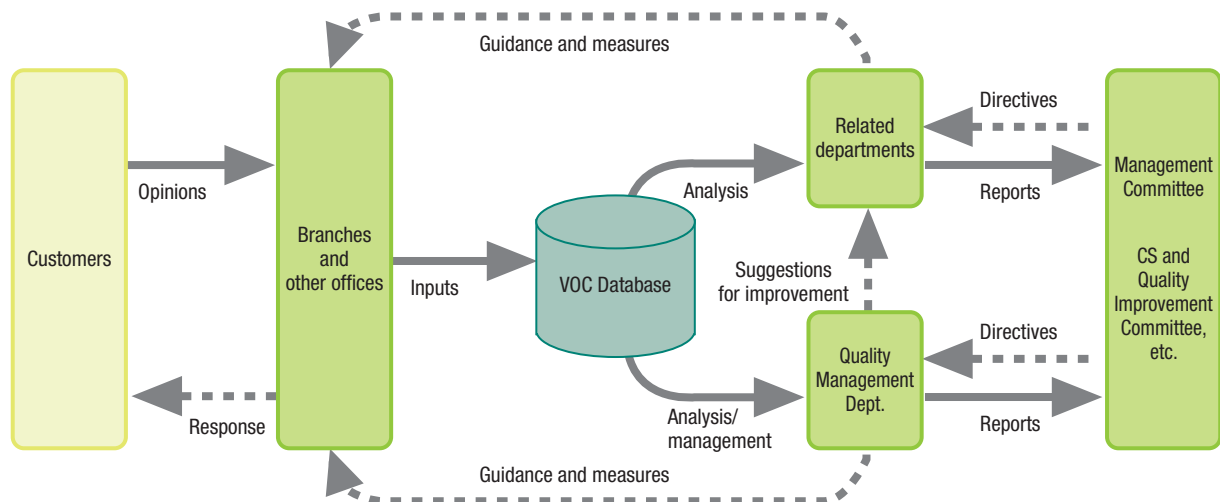 Guidance and measures
Customers
Opinions
Response
Branches
and
other offices
Inputs
VOC Database
Analysis
Analysis/
management
Related
departments
Suggestions
for improvement
Quality
Management
Dept.
Directives
Reports
Directives
Reports
Management
Committee
CS and
Quality
Improvement
Committee,
etc.
Guidance and measures